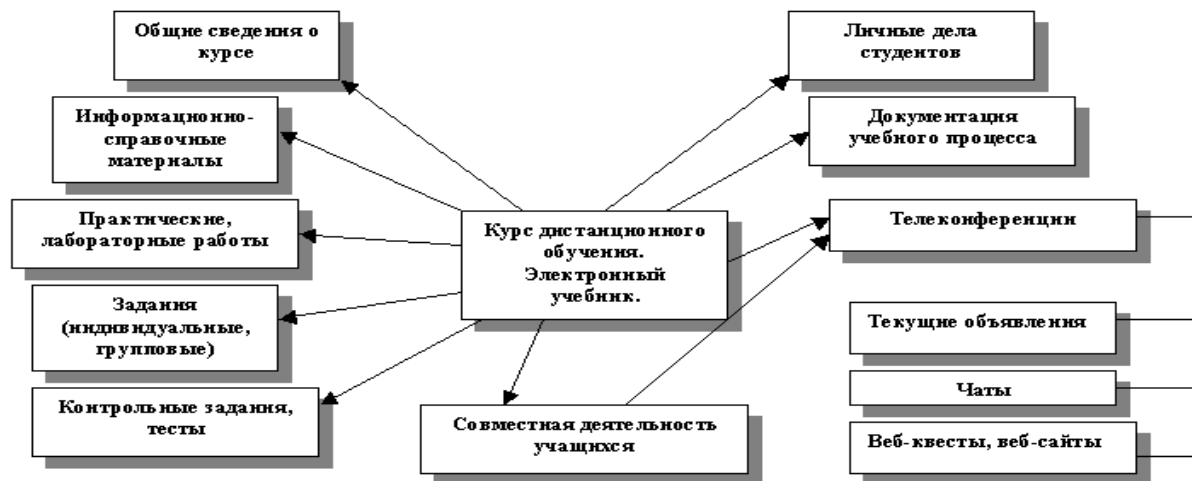 Общие сведения о
курсе
Информационно-
справочные
материалы
Практические,
лабораторные работы
Задания
(индивидуальные,
групповые)
Контрольные задания,
тесты
Курс дистанционного
обучения.
Электронный
учебник.
Совместная деятельность
учащихся
Личные дела
студентов
Документация
учебного процесса
Телеконференции
Текущие объявления
Чаты
Веб-квесты, веб-сайты